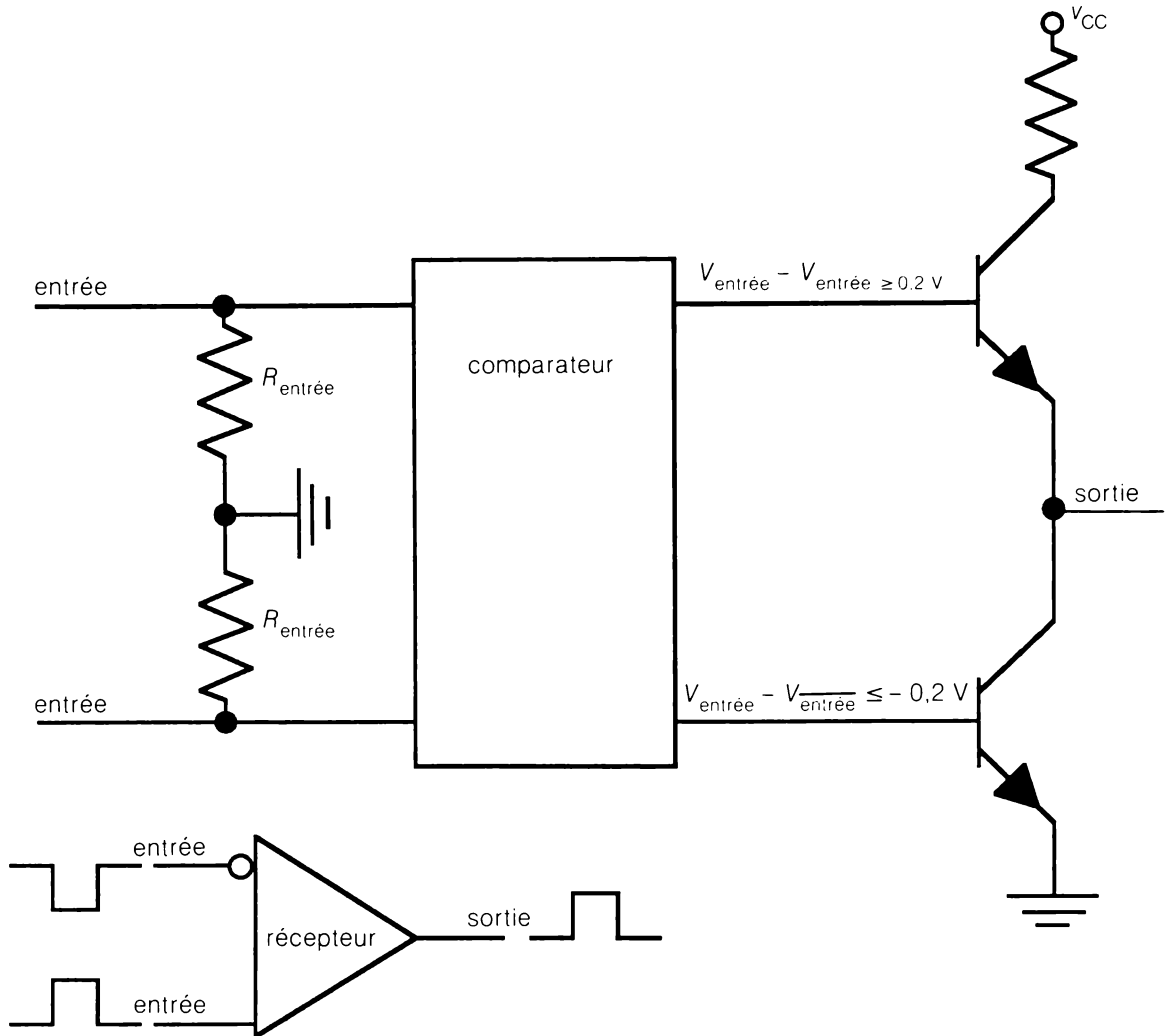 vCC
entrée
Ventrée – Ventrée ≥ 0.2 V
comparateur
Rentrée
sortie
Rentrée
entrée
Ventrée – Ventrée ≤ – 0,2 V
entrée
récepteur
sortie
entrée